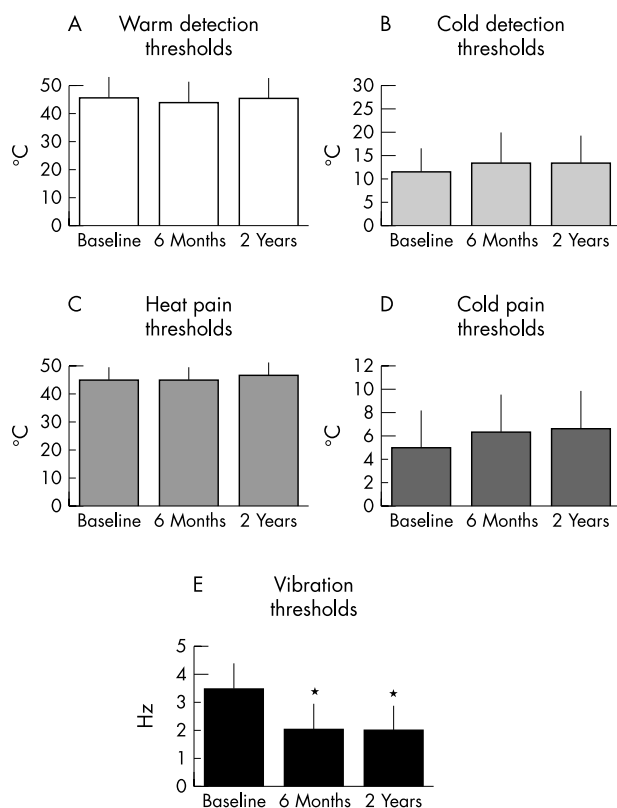 A Warm detection
thresholds
50
40
30
20
10
0
°C
Baseline 6 Months 2 Years
B Cold detection
thresholds
30
25
20
15
10
5
0
°C
Baseline 6 Months 2 Years
C Heat pain
thresholds
50
40
30
20
10
0
°C
Baseline 6 Months 2 Years
D Cold pain
thresholds
12
10
8
6
4
2
0
°C
Baseline 6 Months 2 Years
E Vibration
thresholds
5
4
3
2
1
0
Hz
★ ★
Baseline 6 Months 2 Years